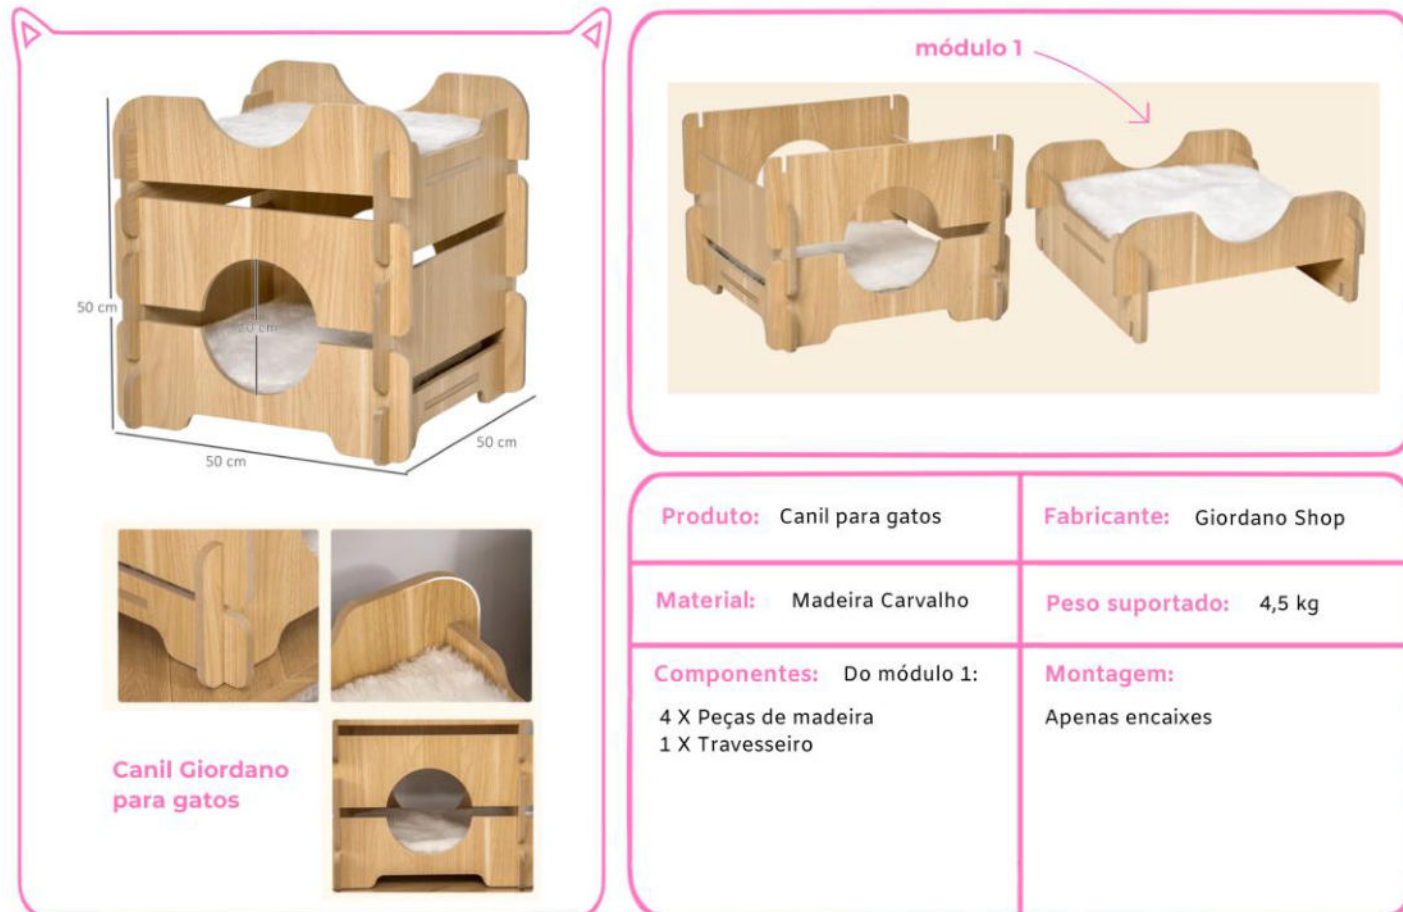 50 cm
20 cm
50 cm
50 cm
Canil Giordano
para gatos
módulo 1
Produto: Canil para gatos
Fabricante: Giordano Shop
Material: Madeira Carvalho
Peso suportado: 4,5 kg
Componentes: Do módulo 1:
4 X Peças de madeira
1 X Travesseiro
Montagem:
Apenas encaixes